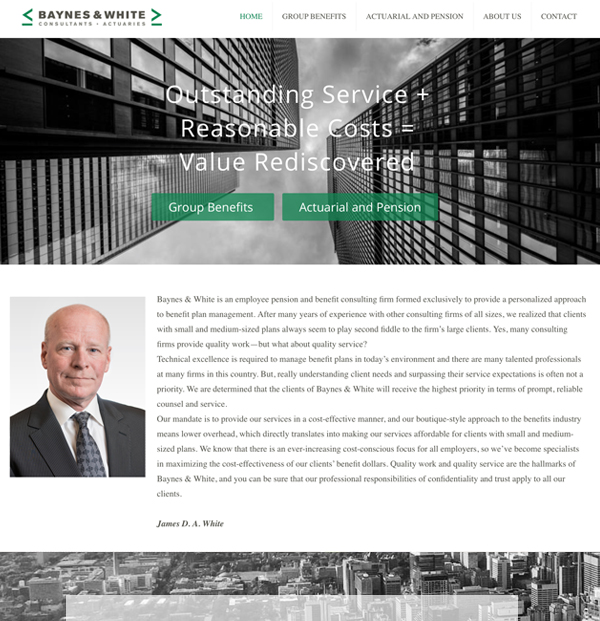 BAYNES & WHITE
CONSULTANTS • ACTUARIES
HOME
GROUP BENEFITS
ACTUARIAL AND PENSION
ABOUT US
CONTACT
Outstanding Service +
Reasonable Costs =
Value Rediscovered
Group Benefits
Actuarial and Pension
Baynes & White is an employee pension and benefit consulting firm formed exclusively to provide a personalized approach
to benefit plan management. After many years of experience with other consulting firms of all sizes, we realized that clients
with small and medium-sized plans always seem to play second fiddle to the firm's large clients. Yes, many consulting
firms provide quality work—but what about quality service?
Technical excellence is required to manage benefit plans in today's environment and there are many talented professionals
at many firms in this country. But, really understanding client needs and surpassing their service expectations is often not a
priority. We are determined that the clients of Baynes & White will receive the highest priority in terms of prompt, reliable
counsel and service.
Our mandate is to provide our services in a cost-effective manner, and our boutique-style approach to the benefits industry
means lower overhead, which directly translates into making our services affordable for clients with small and medium-
sized plans. We know that there is an ever-increasing cost-conscious focus for all employers, so we've become specialists
in maximizing the cost-effectiveness of our clients' benefit dollars. Quality work and quality service are the hallmarks of
Baynes & White, and you can be sure that our professional responsibilities of confidentiality and trust apply to all our
clients.
James D. A. White